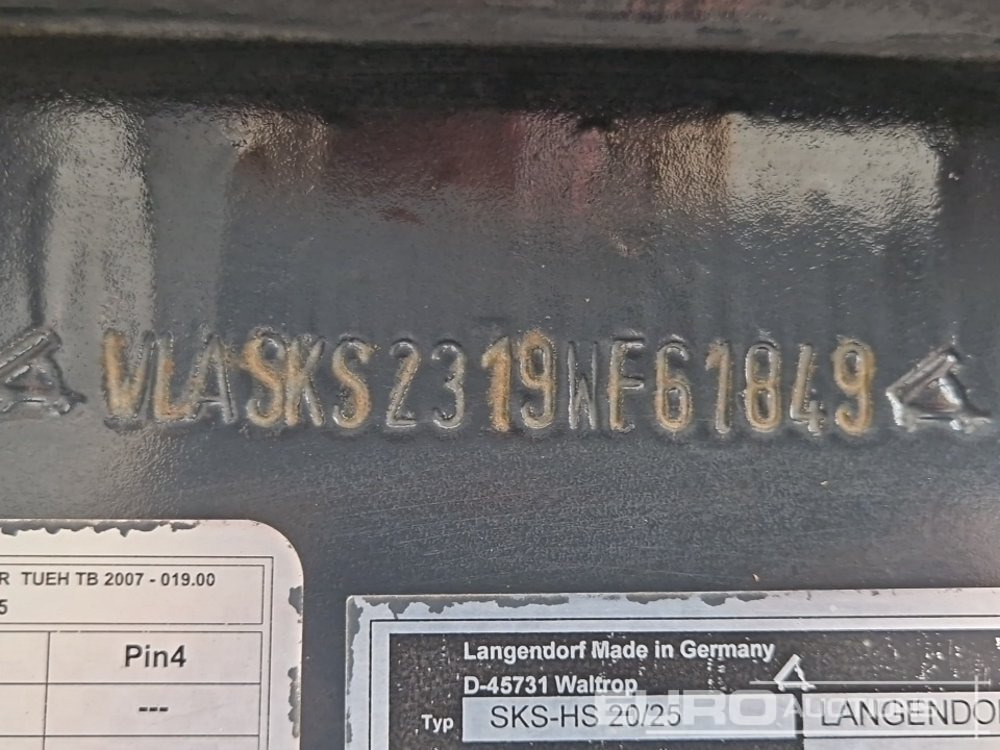 VLASKS2319WF61849
R TUEH TB 2007 - 019.00
5
Pin4
---
Langendorf Made in Germany
D-45731 Waltrop
Typ SKS-HS 20/25 LANGENDO
EURO
AUCTIONS